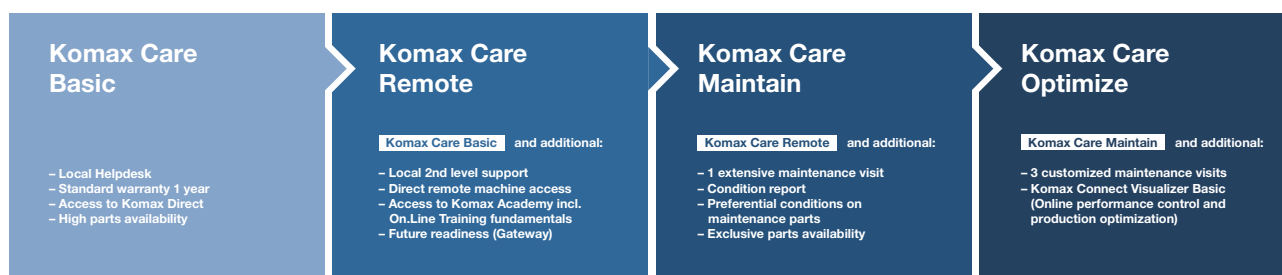 Komax Care
Basic
– Local Helpdesk
– Standard warranty 1 year
– Access to Komax Direct
– High parts availability
Komax Care
Remote
Komax Care Basic and additional:
– Local 2nd level support
– Direct remote machine access
– Access to Komax Academy incl.
On.Line Training fundamentals
– Future readiness (Gateway)
Komax Care
Maintain
Komax Care Remote and additional:
– 1 extensive maintenance visit
– Condition report
– Preferential conditions on
maintenance parts
– Exclusive parts availability
Komax Care
Optimize
Komax Care Maintain and additional:
– 3 customized maintenance visits
– Komax Connect Visualizer Basic
(Online performance control and
production optimization)